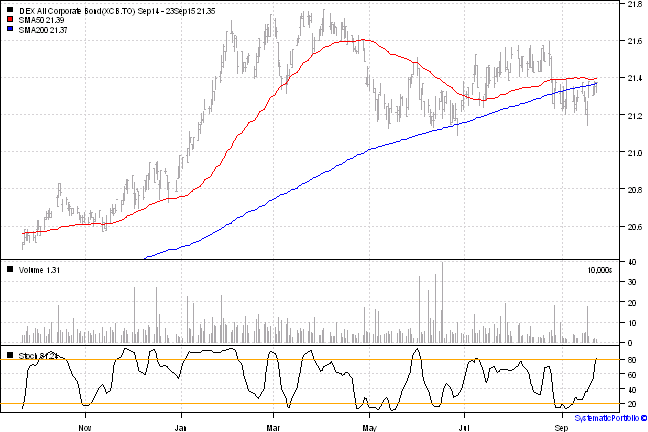 DEX All Corporate Bond(XCB.TO) Sep14 - 23Sep15 21.35
SMA50 21.39
SMA200 21.37
21.8
21.6
21.4
21.2
21.0
20.8
20.6
Volume 1.31
10,000s
40
30
20
10
0
Stoch 81.24
80
60
40
20
Nov Jan Mar May Jul Sep
SystematicPortfolio ©